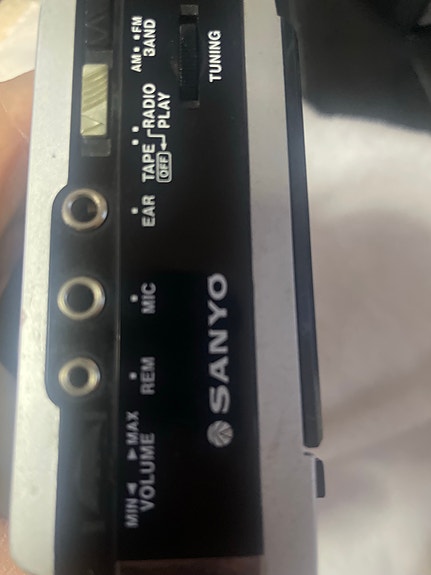 MIN ◄ ► MAX
VOLUME
REM
MIC
EAR
TAPE RADIO
OFF PLAY
AM FM
BAND
TUNING
SANYO